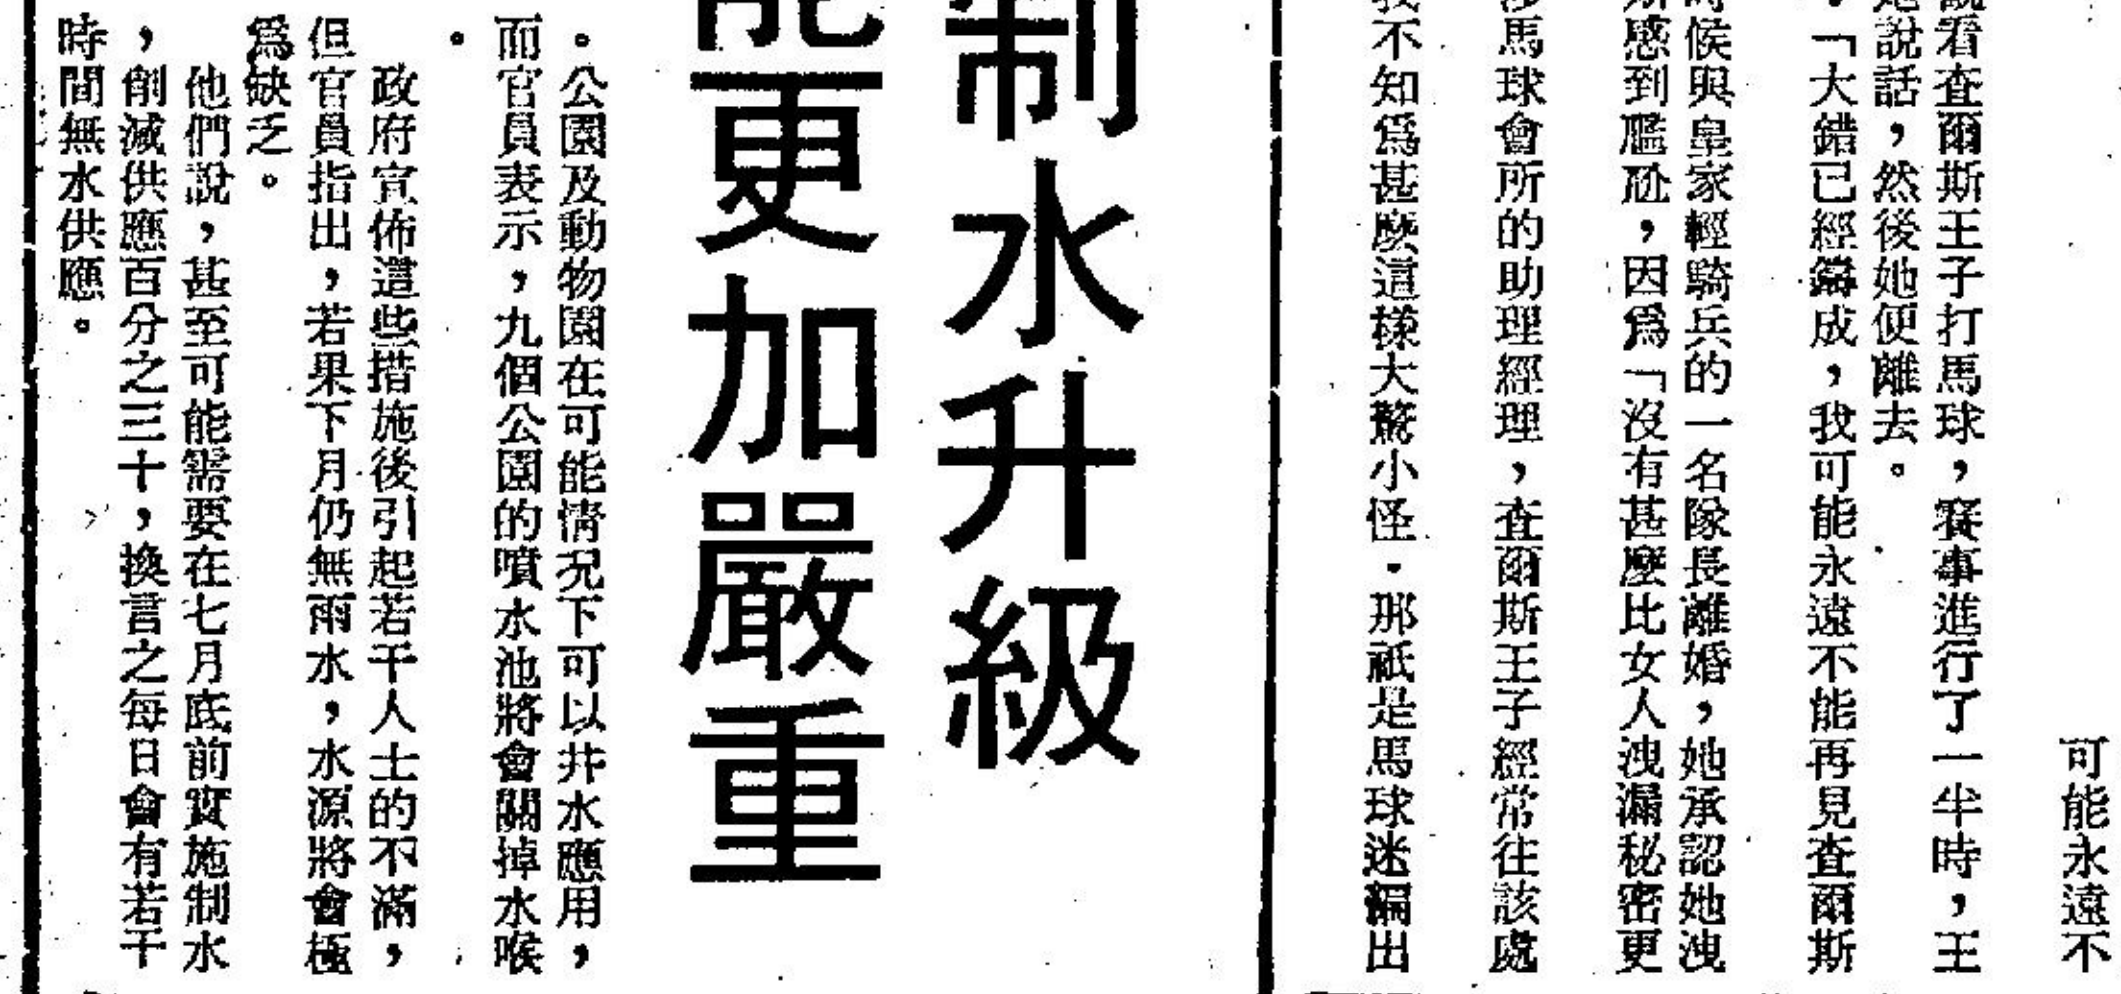 可能永遠不
說看查爾斯王子打馬球，賽事進行了一半時，王
說話，然後她便離去。
。「大錯已經鑄成，我可能永遠不能再見查爾斯
時候與皇家輕騎兵的一名隊長離婚，她承認她洩
斯感到尷尬，因爲「沒有甚麼比女人洩漏秘密更
馬球會所的助理經理，查爾斯王子經常往該處
我不知爲甚麼這樣大驚小怪．那祇是馬球迷編出
制水升級
能更加嚴重
。公園及動物園在可能情况下可以井水應用，
而官員表示，九個公園的噴水池將會關掉水喉
。
政府宣佈這些措施後引起若干人士的不滿，
但官員指出，若果下月仍無雨水，水源將會極
爲缺乏。
他們說，甚至可能需要在七月底前實施制水
，削減供應百分之三十，換言之每日會有若干
時間無水供應。